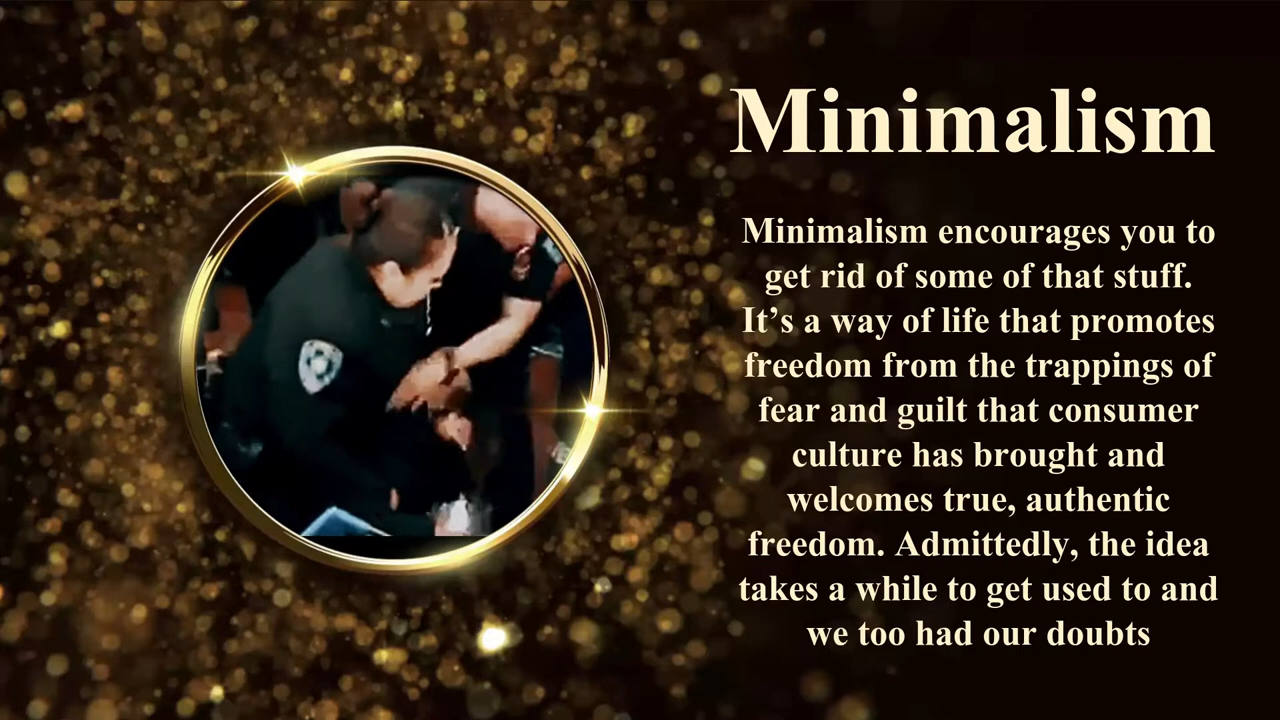 Minimalism
Minimalism encourages you to
get rid of some of that stuff.
It’s a way of life that promotes
freedom from the trappings of
fear and guilt that consumer
culture has brought and
welcomes true, authentic
freedom. Admittedly, the idea
takes a while to get used to and
we too had our doubts